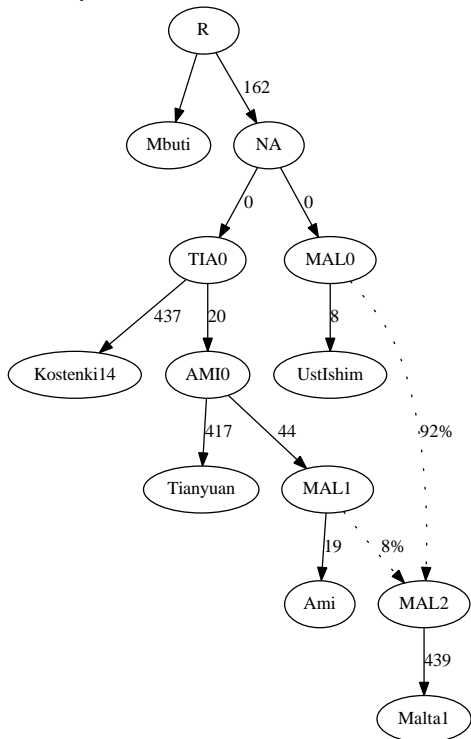 R
162
Mbuti
NA
0
0
TIA0
MAL0
437
20
8
Kostenki14
AMI0
UstIshim
417
44
92%
Tianyuan
MAL1
19
8%
Ami
MAL2
439
Malta1